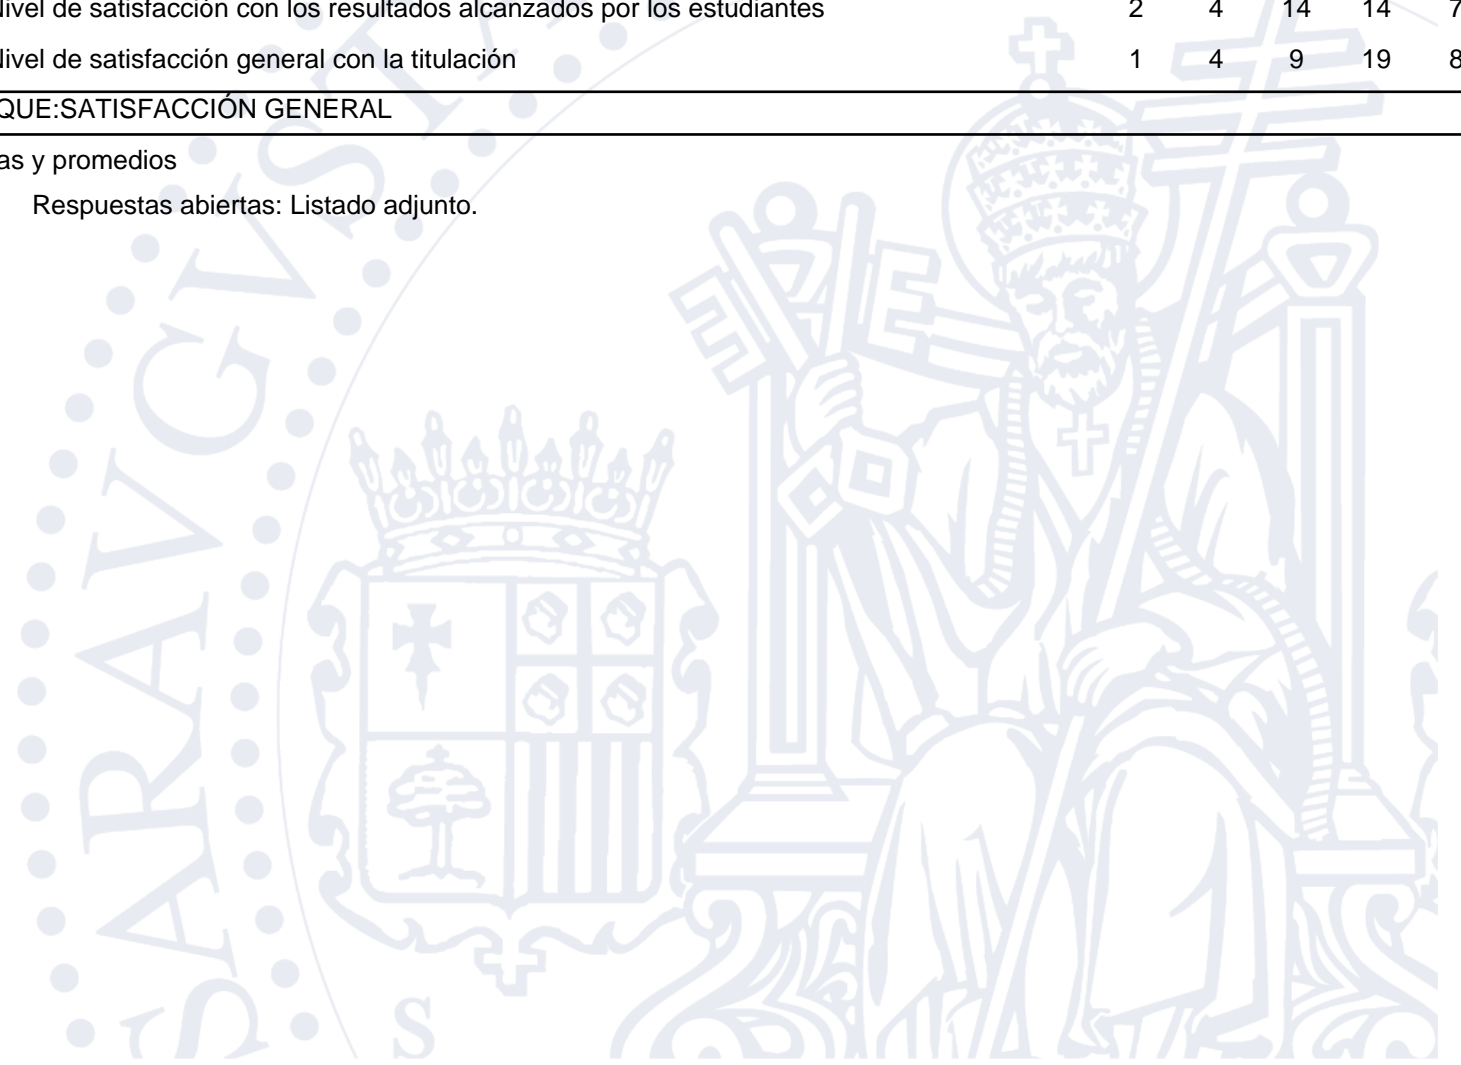 Nivel de satisfacción con los resultados alcanzados por los estudiantes 2 4 14 14 7
Nivel de satisfacción general con la titulación 1 4 9 19 8
QUE:SATISFACCIÓN GENERAL
as y promedios
Respuestas abiertas: Listado adjunto.
SARAVGVST
S